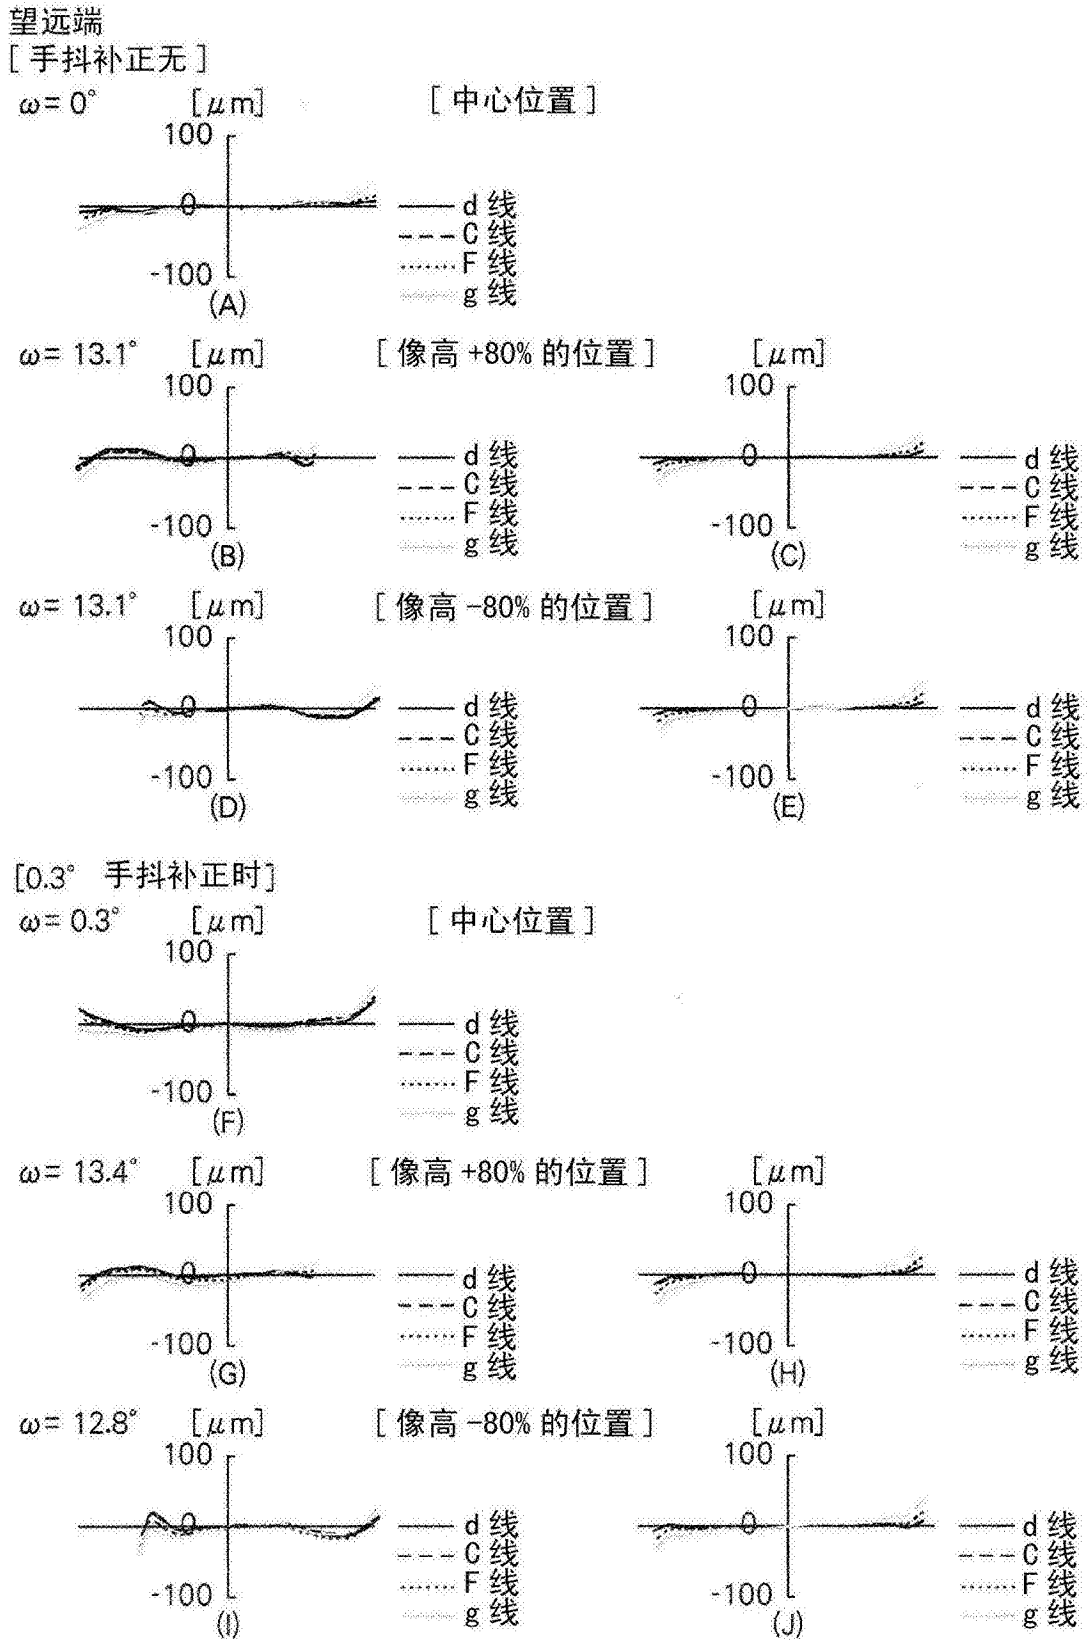 望远端
[ 手抖补正无 ]
ω= 0° [μm] [ 中心位置 ]
100
0
-100
(A)
d 线
C 线
F 线
g 线
ω= 13.1° [μm] [ 像高 +80% 的位置 ] [μm]
100
0
-100
(B)
d 线
C 线
F 线
g 线
100
0
-100
(C)
d 线
C 线
F 线
g 线
ω= 13.1° [μm] [ 像高 -80% 的位置 ] [μm]
100
0
-100
(D)
d 线
C 线
F 线
g 线
100
0
-100
(E)
d 线
C 线
F 线
g 线
[0.3° 手抖补正时]
ω= 0.3° [μm] [ 中心位置 ]
100
0
-100
(F)
d 线
C 线
F 线
g 线
ω= 13.4° [μm] [ 像高 +80% 的位置 ] [μm]
100
0
-100
(G)
d 线
C 线
F 线
g 线
100
0
-100
(H)
d 线
C 线
F 线
g 线
ω= 12.8° [μm] [ 像高 -80% 的位置 ] [μm]
100
0
-100
(I)
d 线
C 线
F 线
g 线
100
0
-100
(J)
d 线
C 线
F 线
g 线